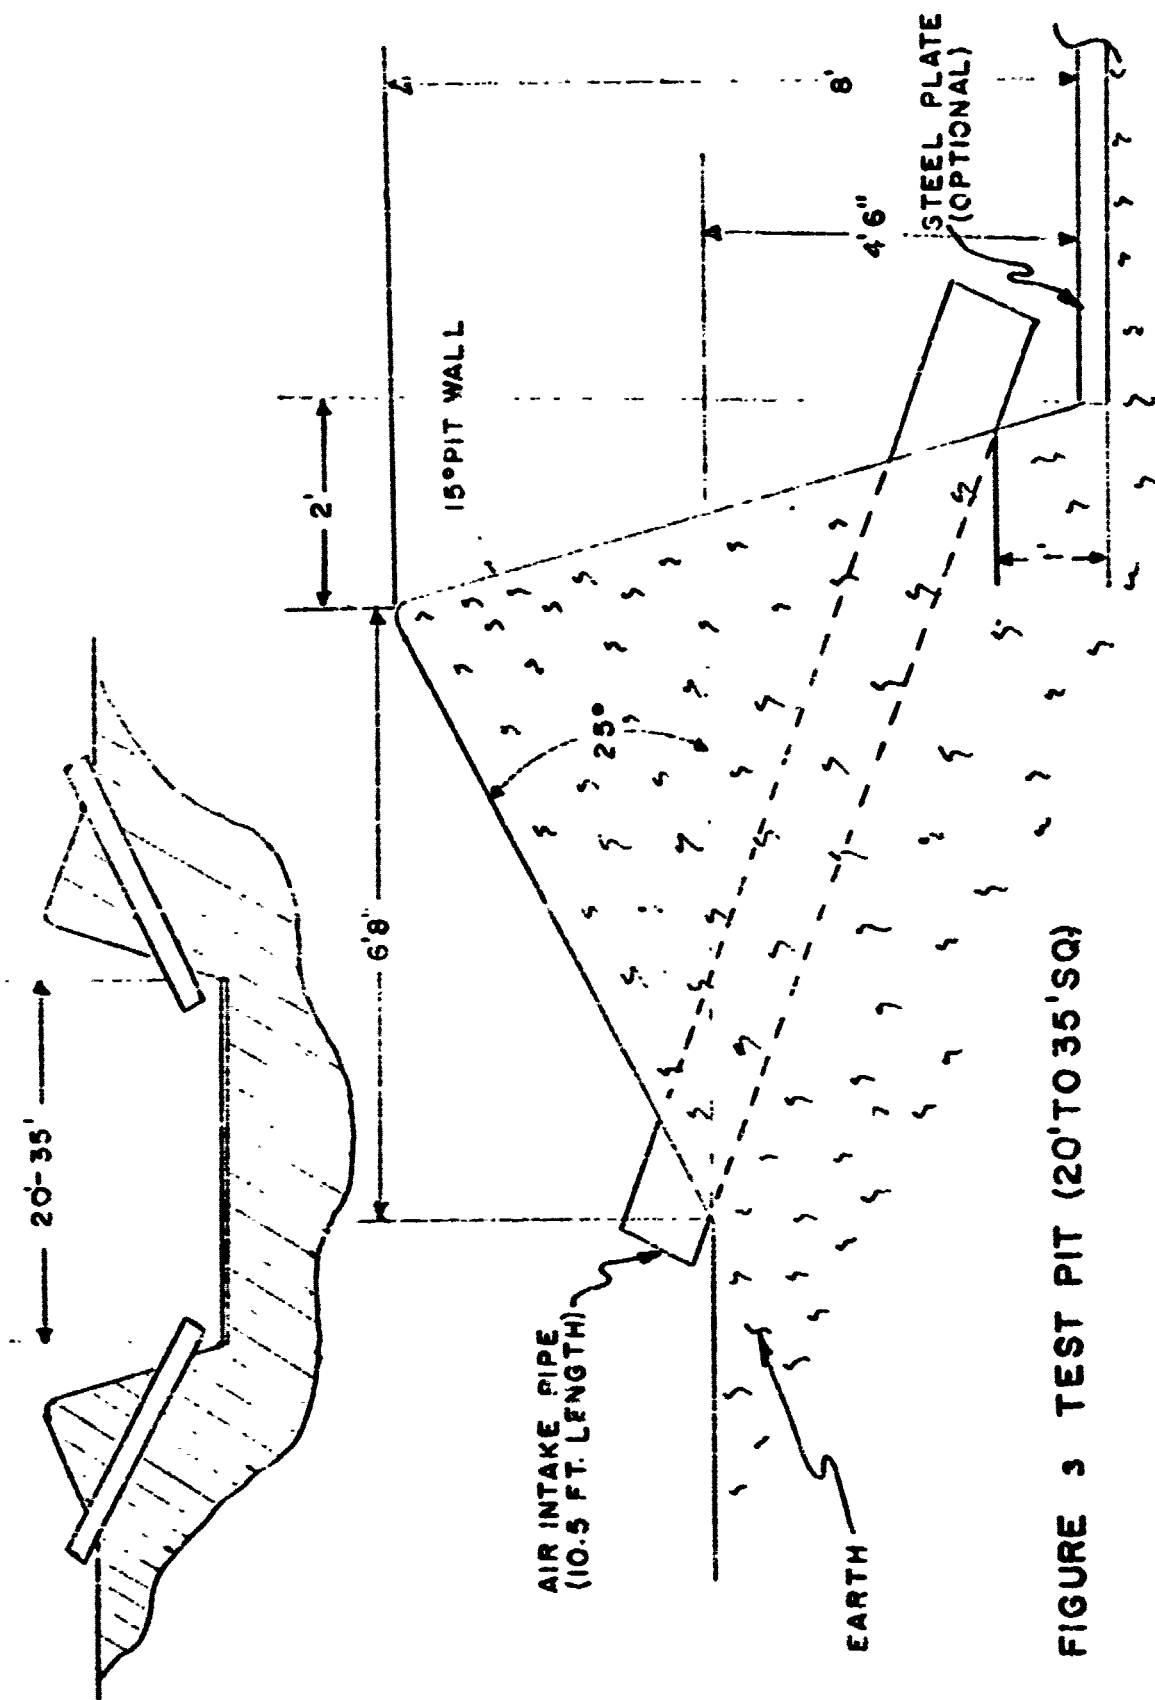 20'-35'
6'8"
2'
15° PIT WALL
8'
4'6"
25°
1'
STEEL PLATE
(OPTIONAL)
AIR INTAKE PIPE
(10.5 FT. LENGTH)
EARTH
FIGURE 3 TEST PIT (20' TO 35' SQ)